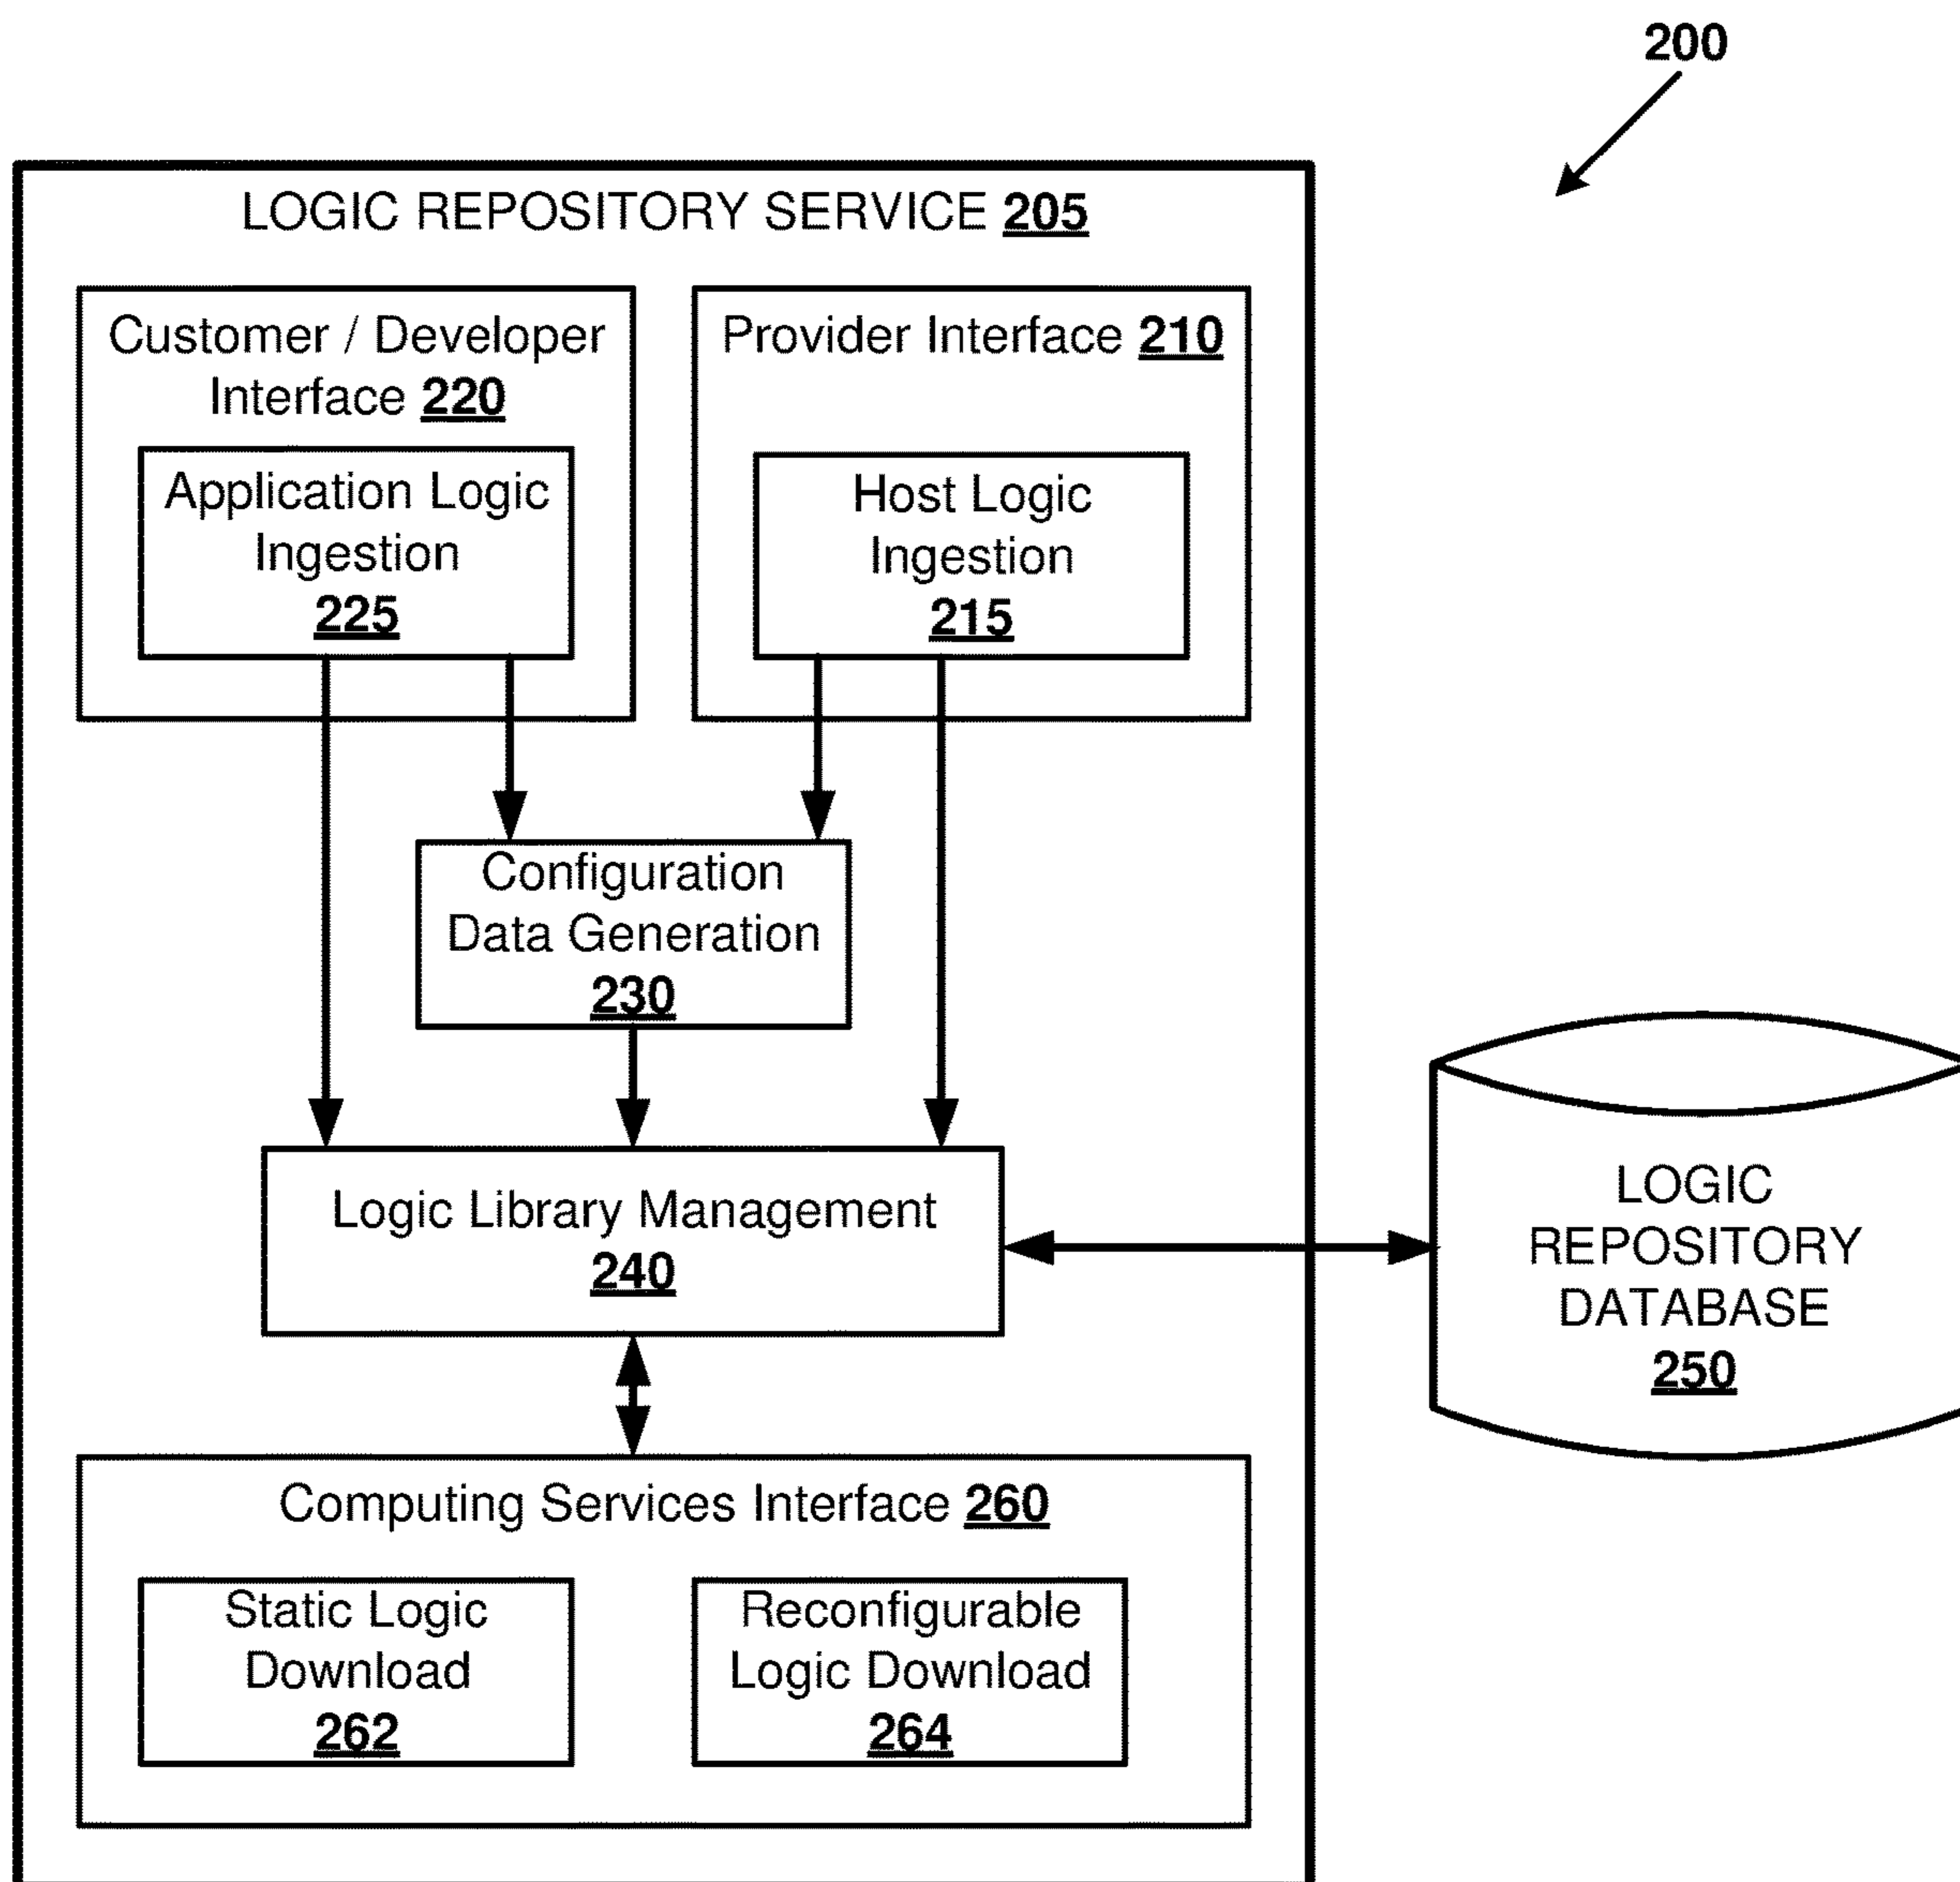 200
LOGIC REPOSITORY SERVICE 205
Customer / Developer
Interface 220
Application Logic
Ingestion
225
Provider Interface 210
Host Logic
Ingestion
215
Configuration
Data Generation
230
Logic Library Management
240
LOGIC
REPOSITORY
DATABASE
250
Computing Services Interface 260
Static Logic
Download
262
Reconfigurable
Logic Download
264